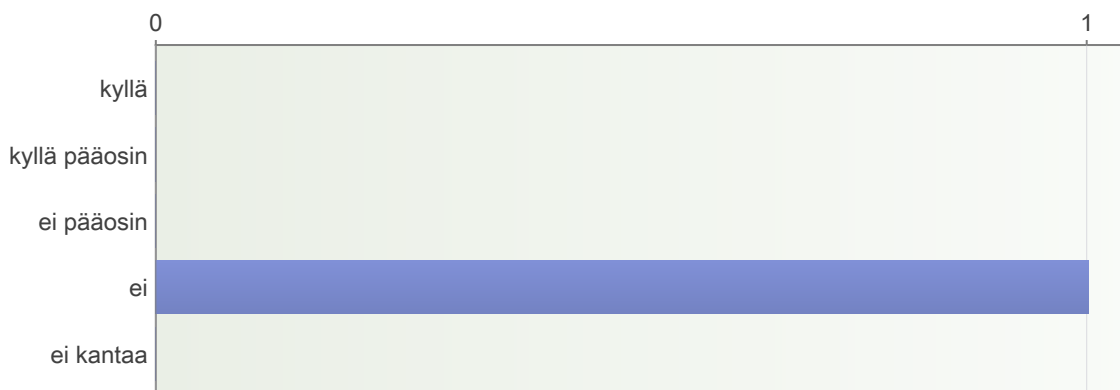 0 1
kyllä
kyllä pääosin
ei pääosin
ei
ei kantaa